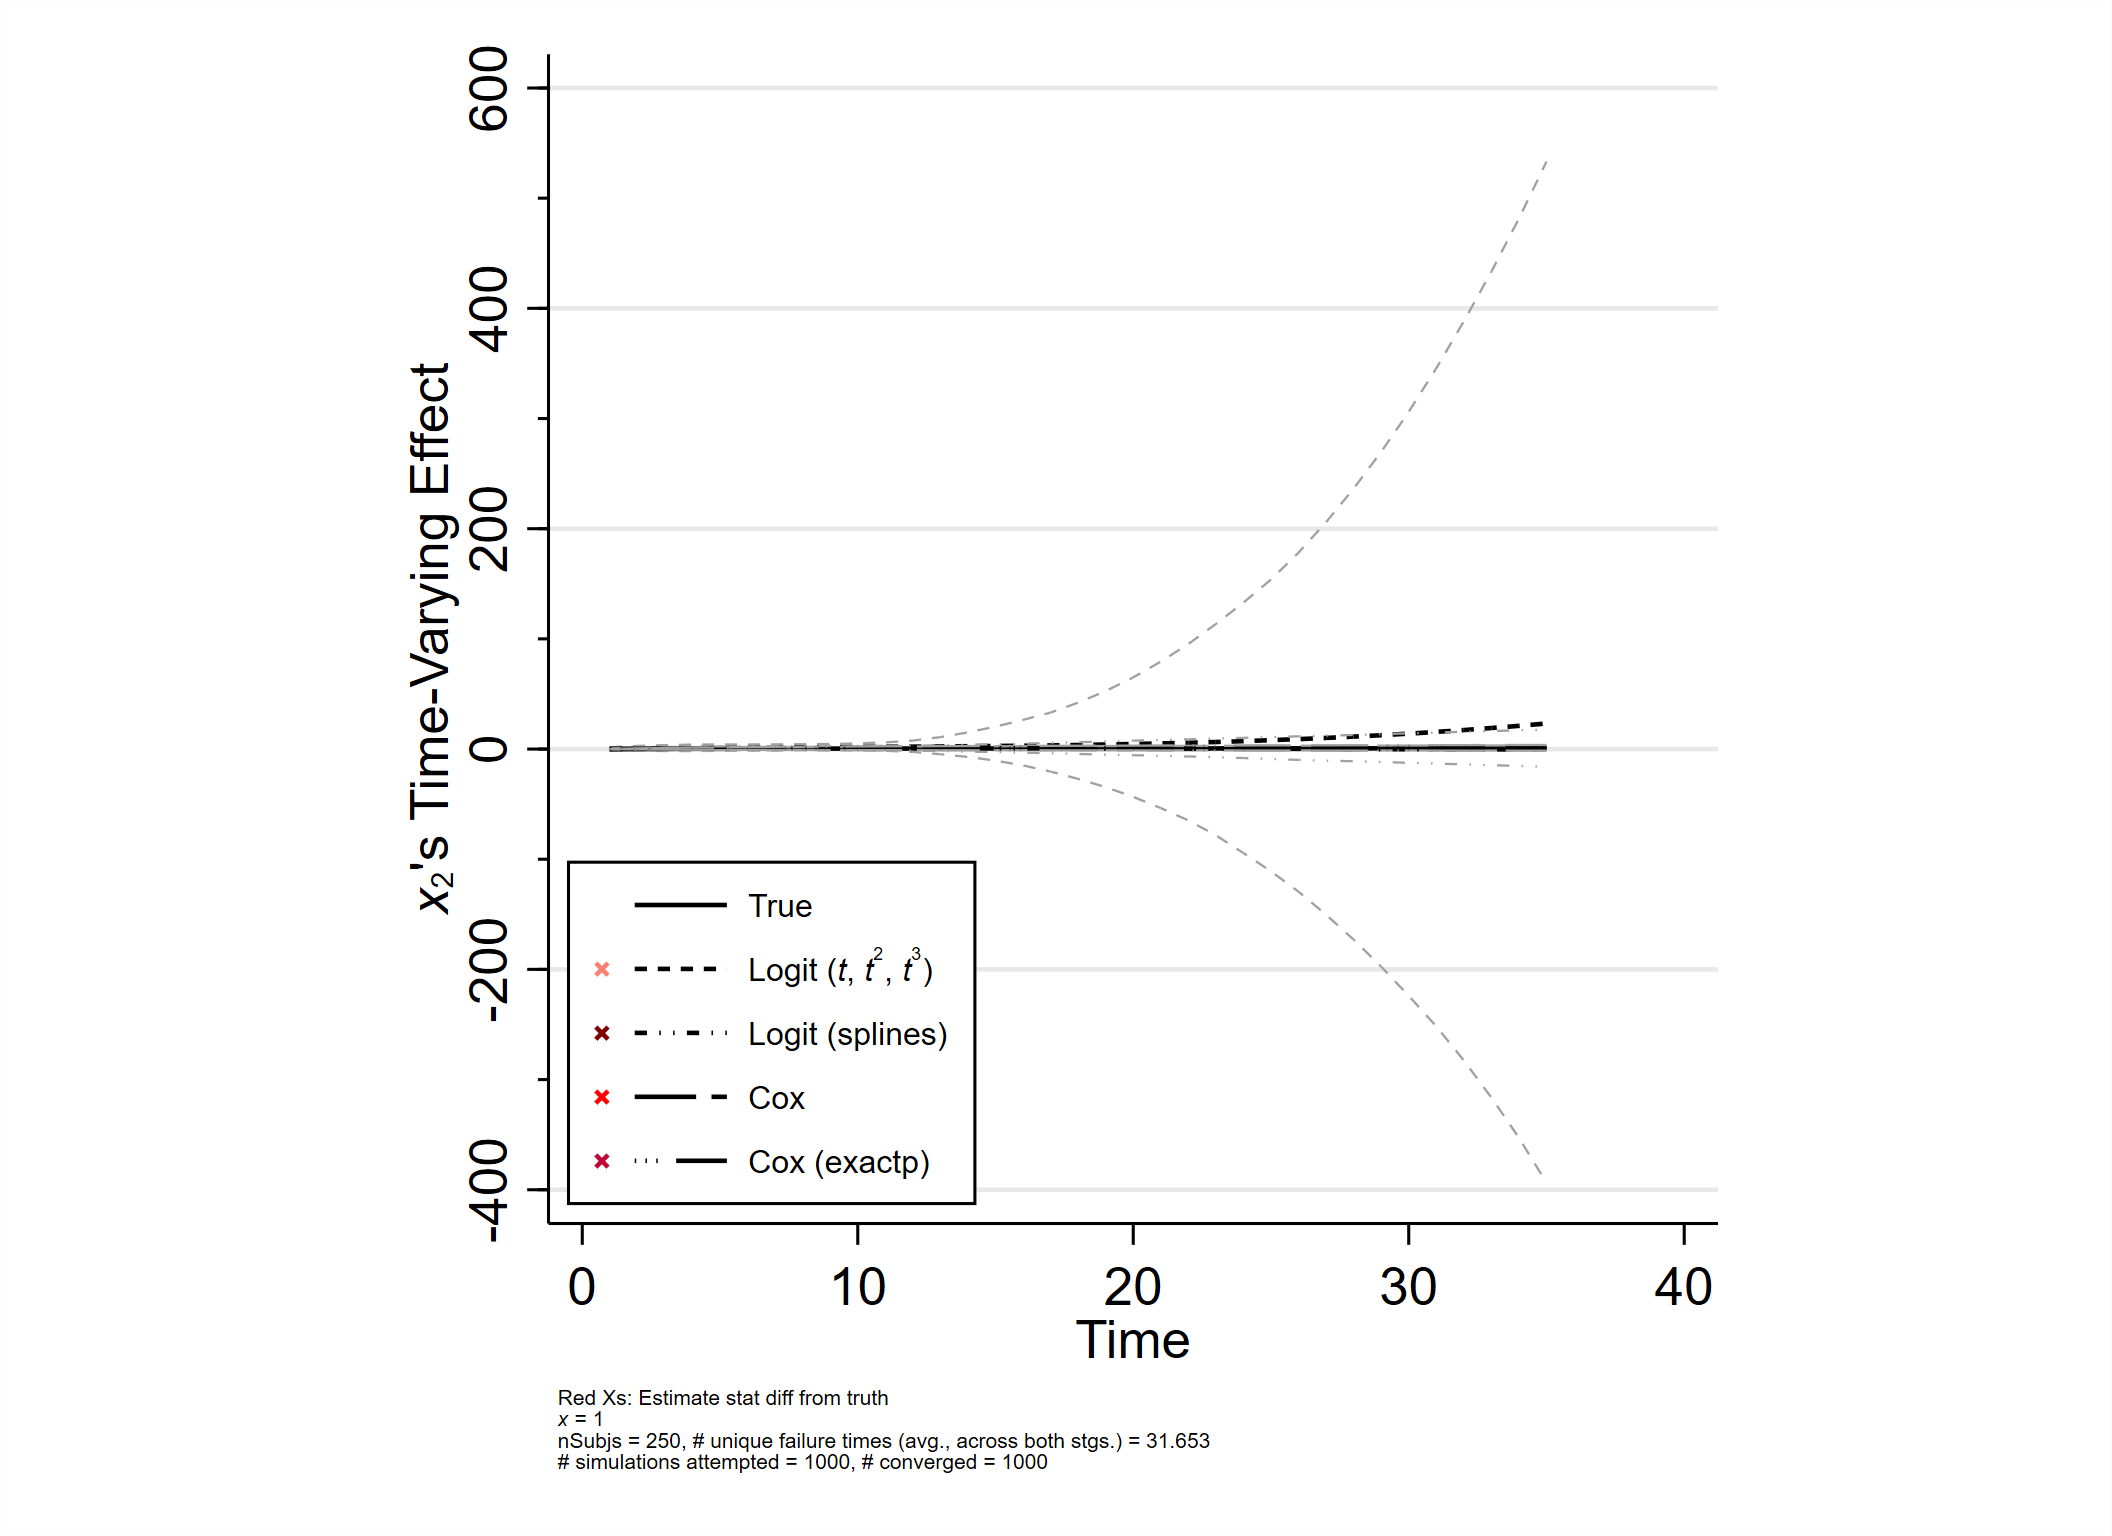 x₂'s Time-Varying Effect
600
400
200
0
-200
-400
True
Logit (t, t², t³)
Logit (splines)
Cox
Cox (exactp)
0 10 20 30 40
Time
Red Xs: Estimate stat diff from truth
x = 1
nSubjs = 250, # unique failure times (avg., across both stgs.) = 31.653
# simulations attempted = 1000, # converged = 1000